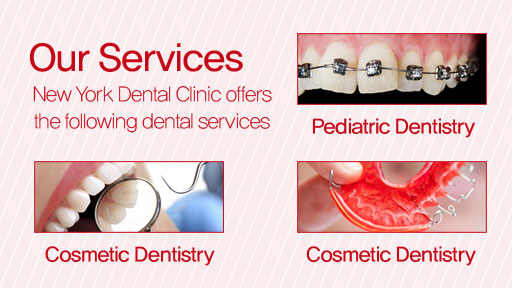 Our Services
New York Dental Clinic offers
the following dental services
Pediatric Dentistry
Cosmetic Dentistry
Cosmetic Dentistry